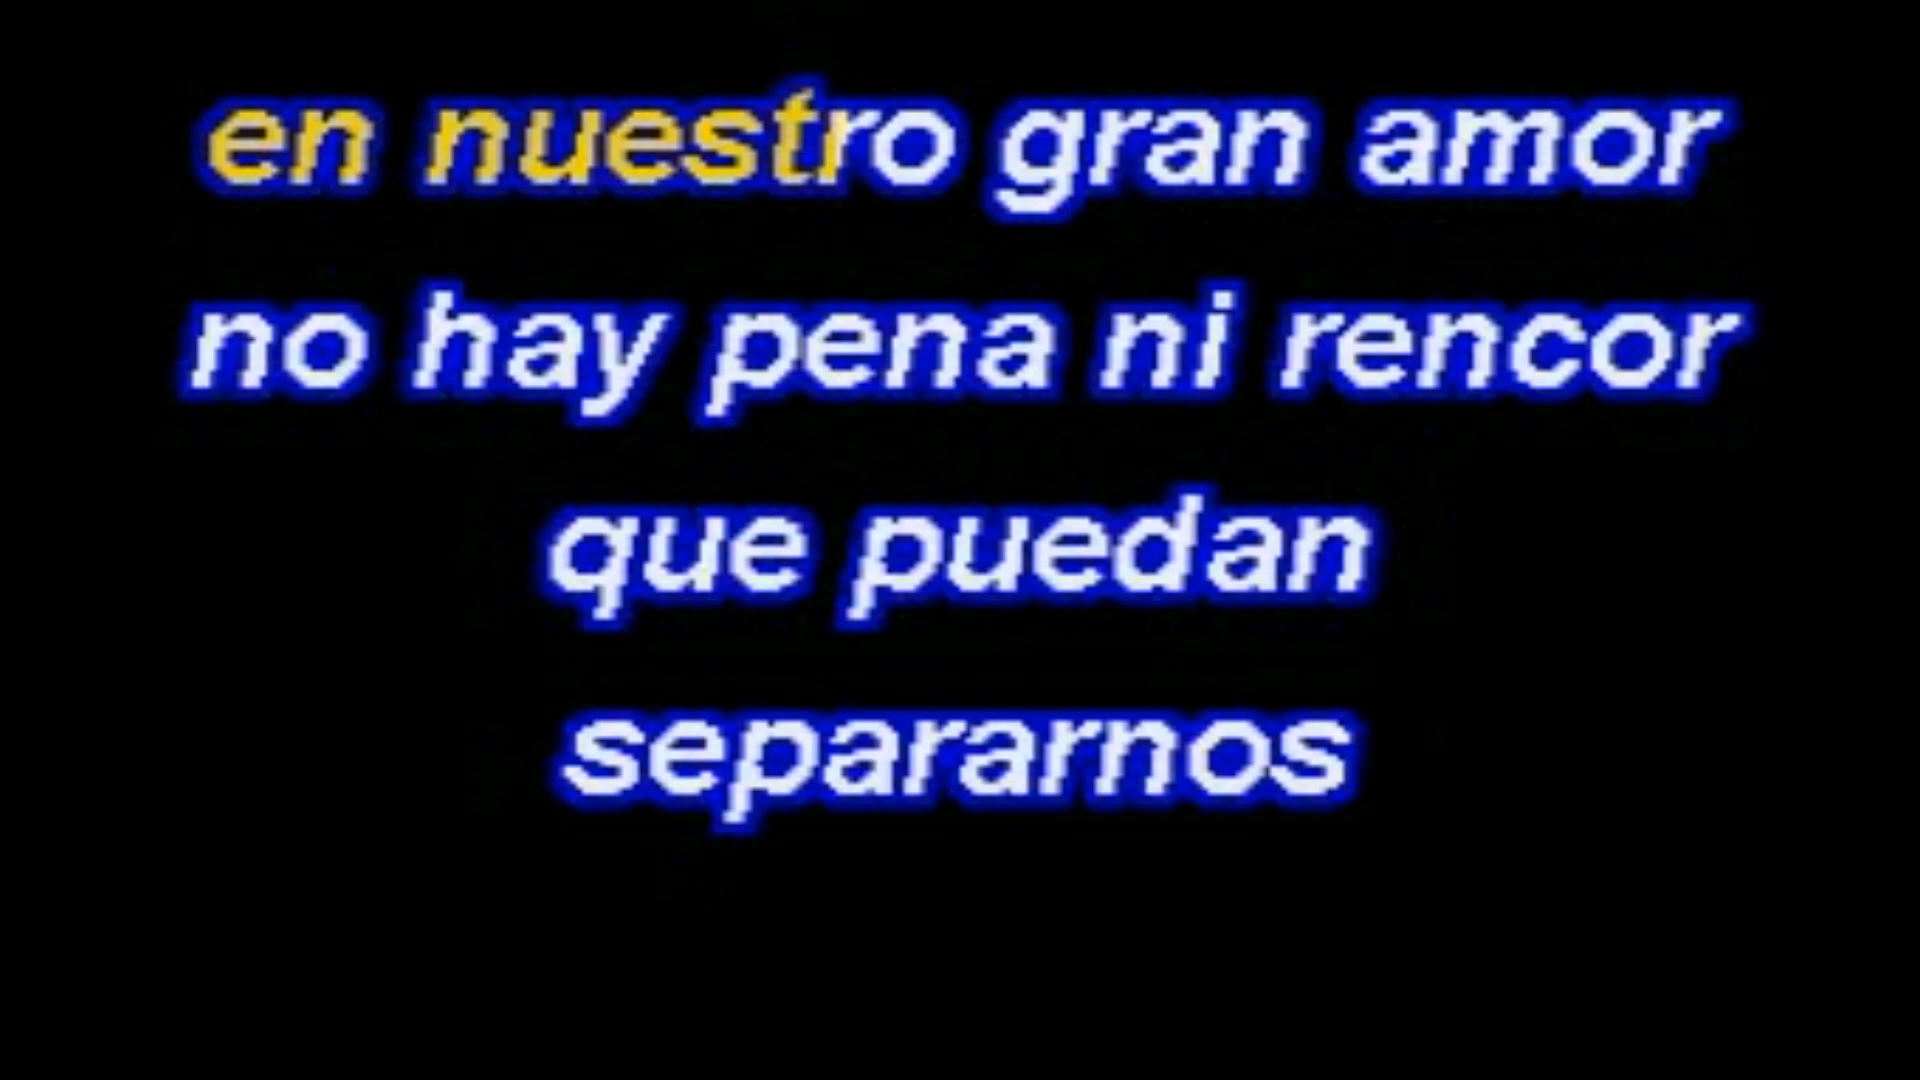 en nuestro gran amor
no hay pena ni rencor
que puedan
separarnos